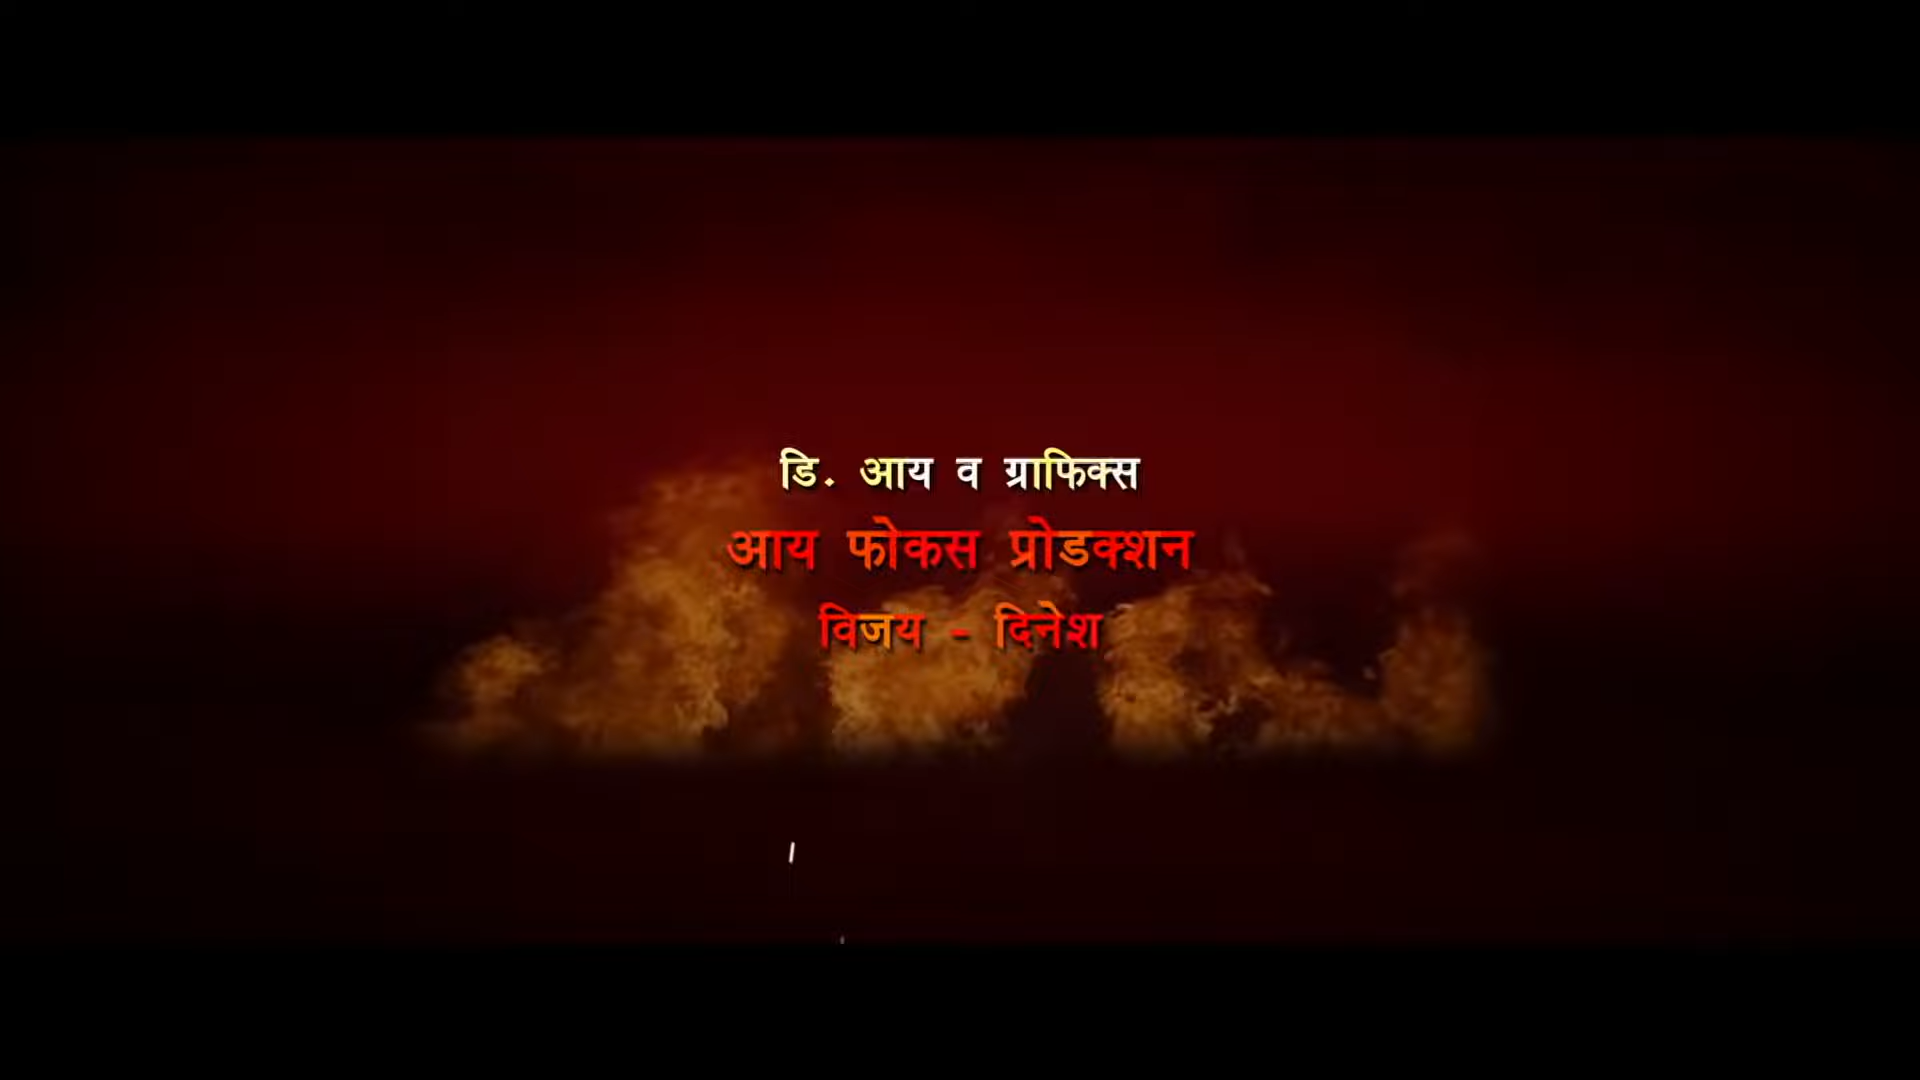 डि. आय व ग्राफिक्स
आय फोकस प्रोडक्शन
विजय - दिनेश